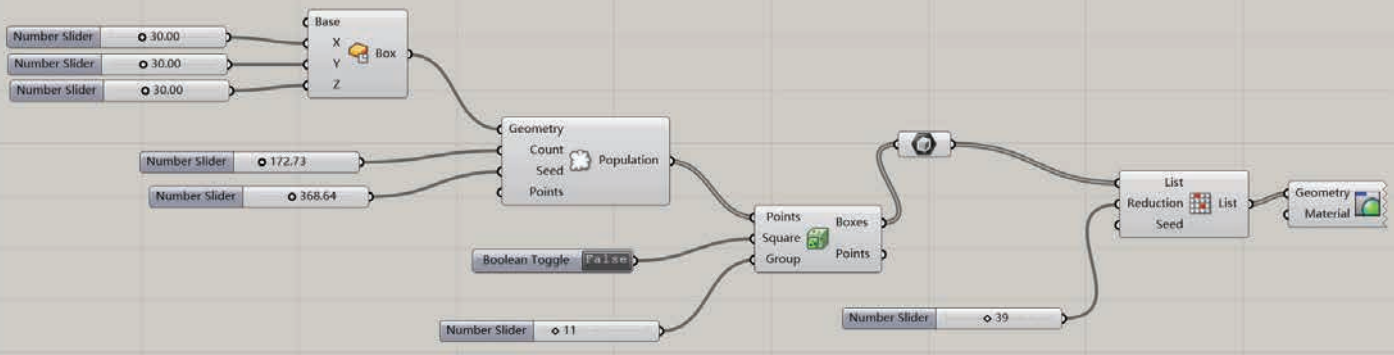 Number Slider 30.00
Number Slider 30.00
Number Slider 30.00
Base
X
Y
Z
Box
Number Slider 172.73
Number Slider 368.64
Geometry
Count
Seed
Points
Population
Boolean Toggle False
Number Slider 11
Points
Square
Group
Boxes
Points
Number Slider 39
List
Reduction
Seed
List
Geometry
Material